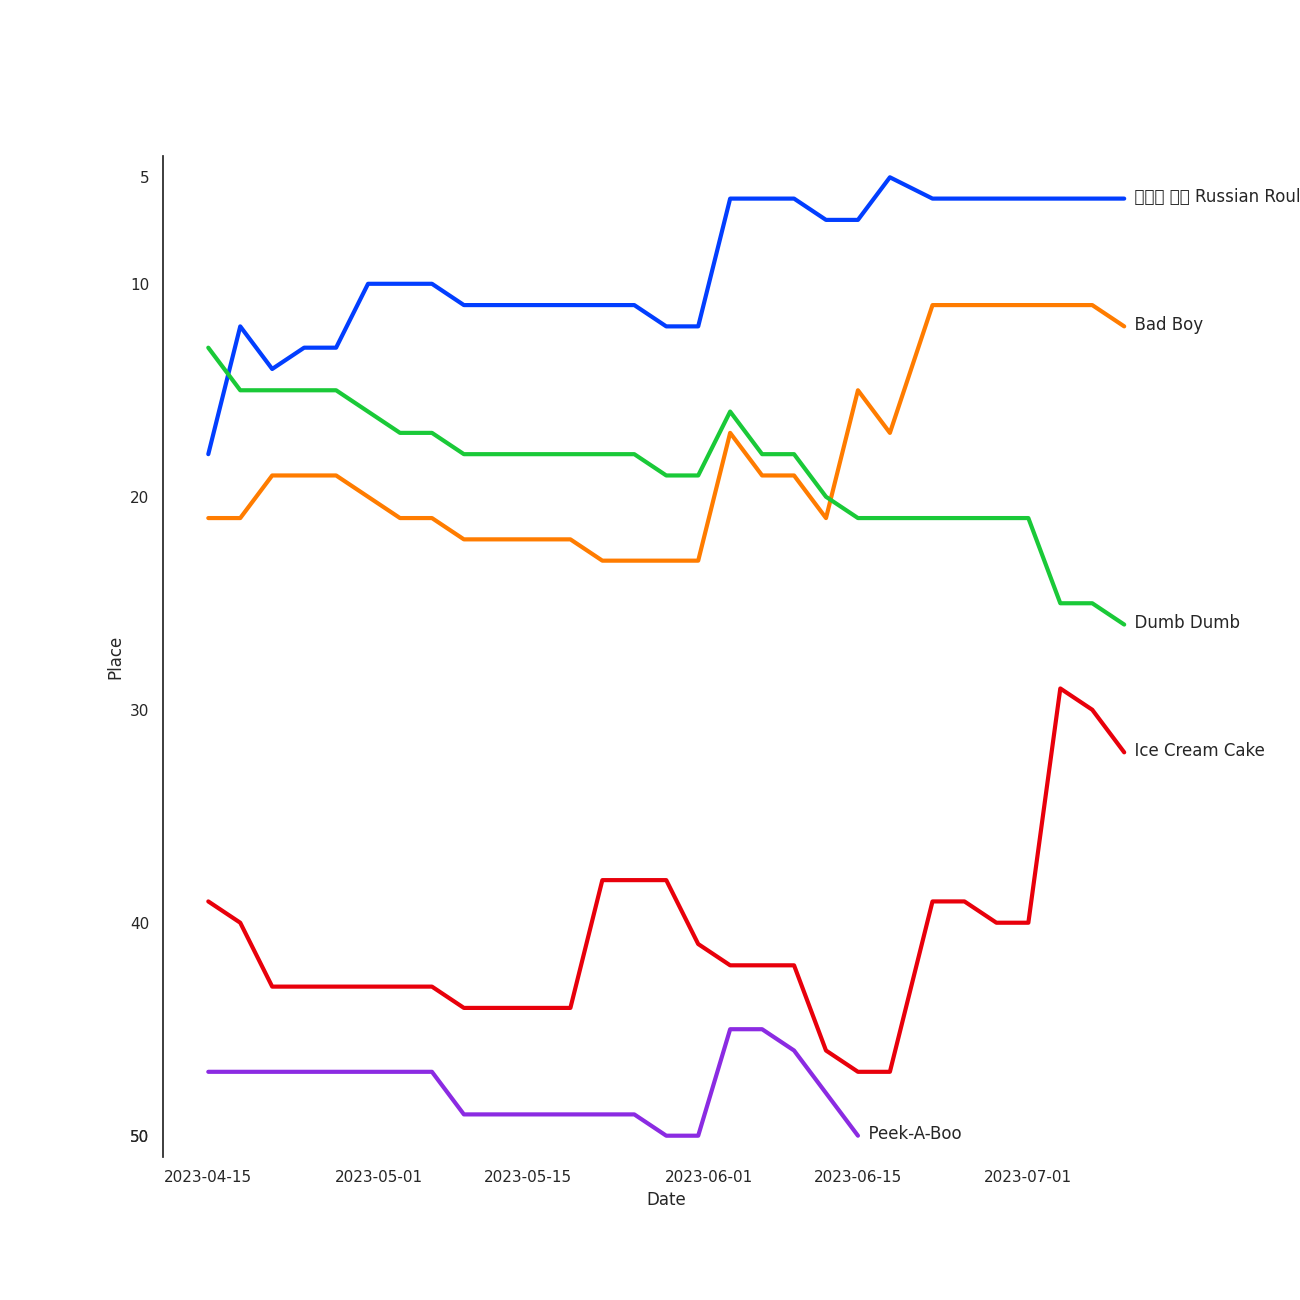 5
10
20
30
40
50
Place
Russian Roul
Bad Boy
Dumb Dumb
Ice Cream Cake
Peek-A-Boo
2023-04-15
2023-05-01
2023-05-15
2023-06-01
2023-06-15
2023-07-01
Date